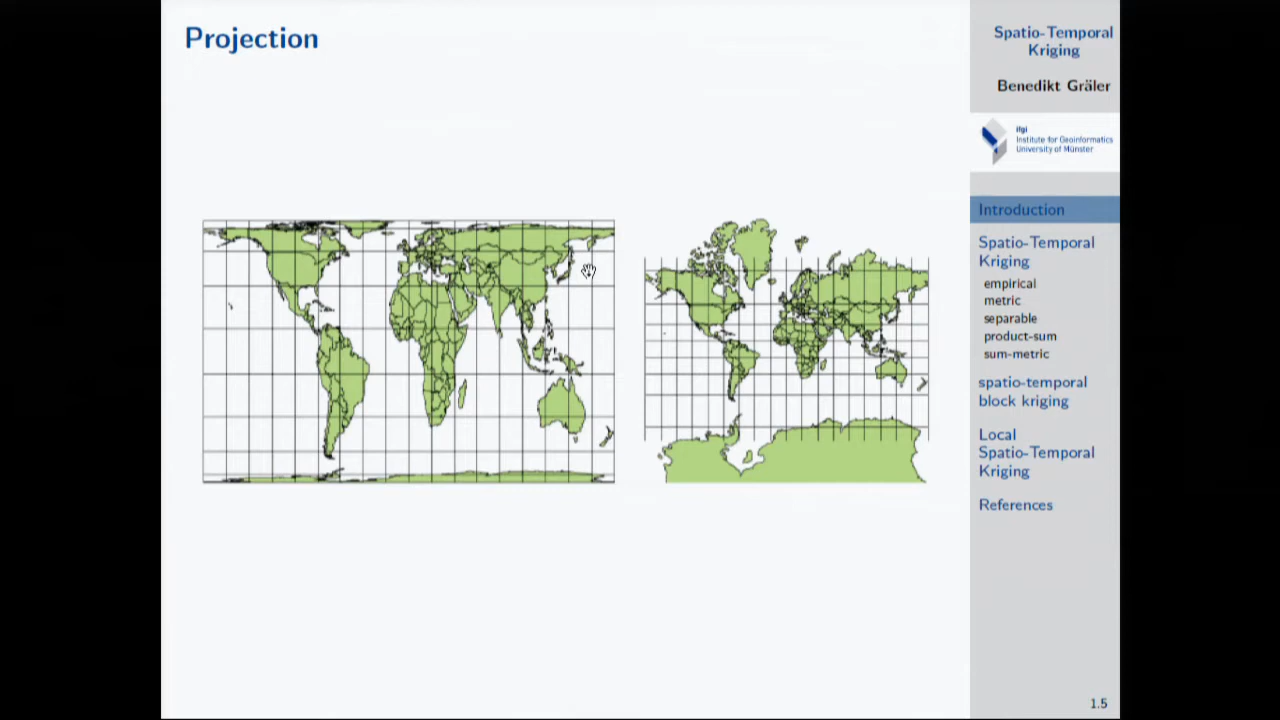 Projection
Spatio-Temporal
Kriging
Benedikt Gräler
ifgi
Institute for Geoinformatics
University of Münster
Introduction
Spatio-Temporal
Kriging
empirical
metric
separable
product-sum
sum-metric
spatio-temporal
block kriging
Local
Spatio-Temporal
Kriging
References
1.5